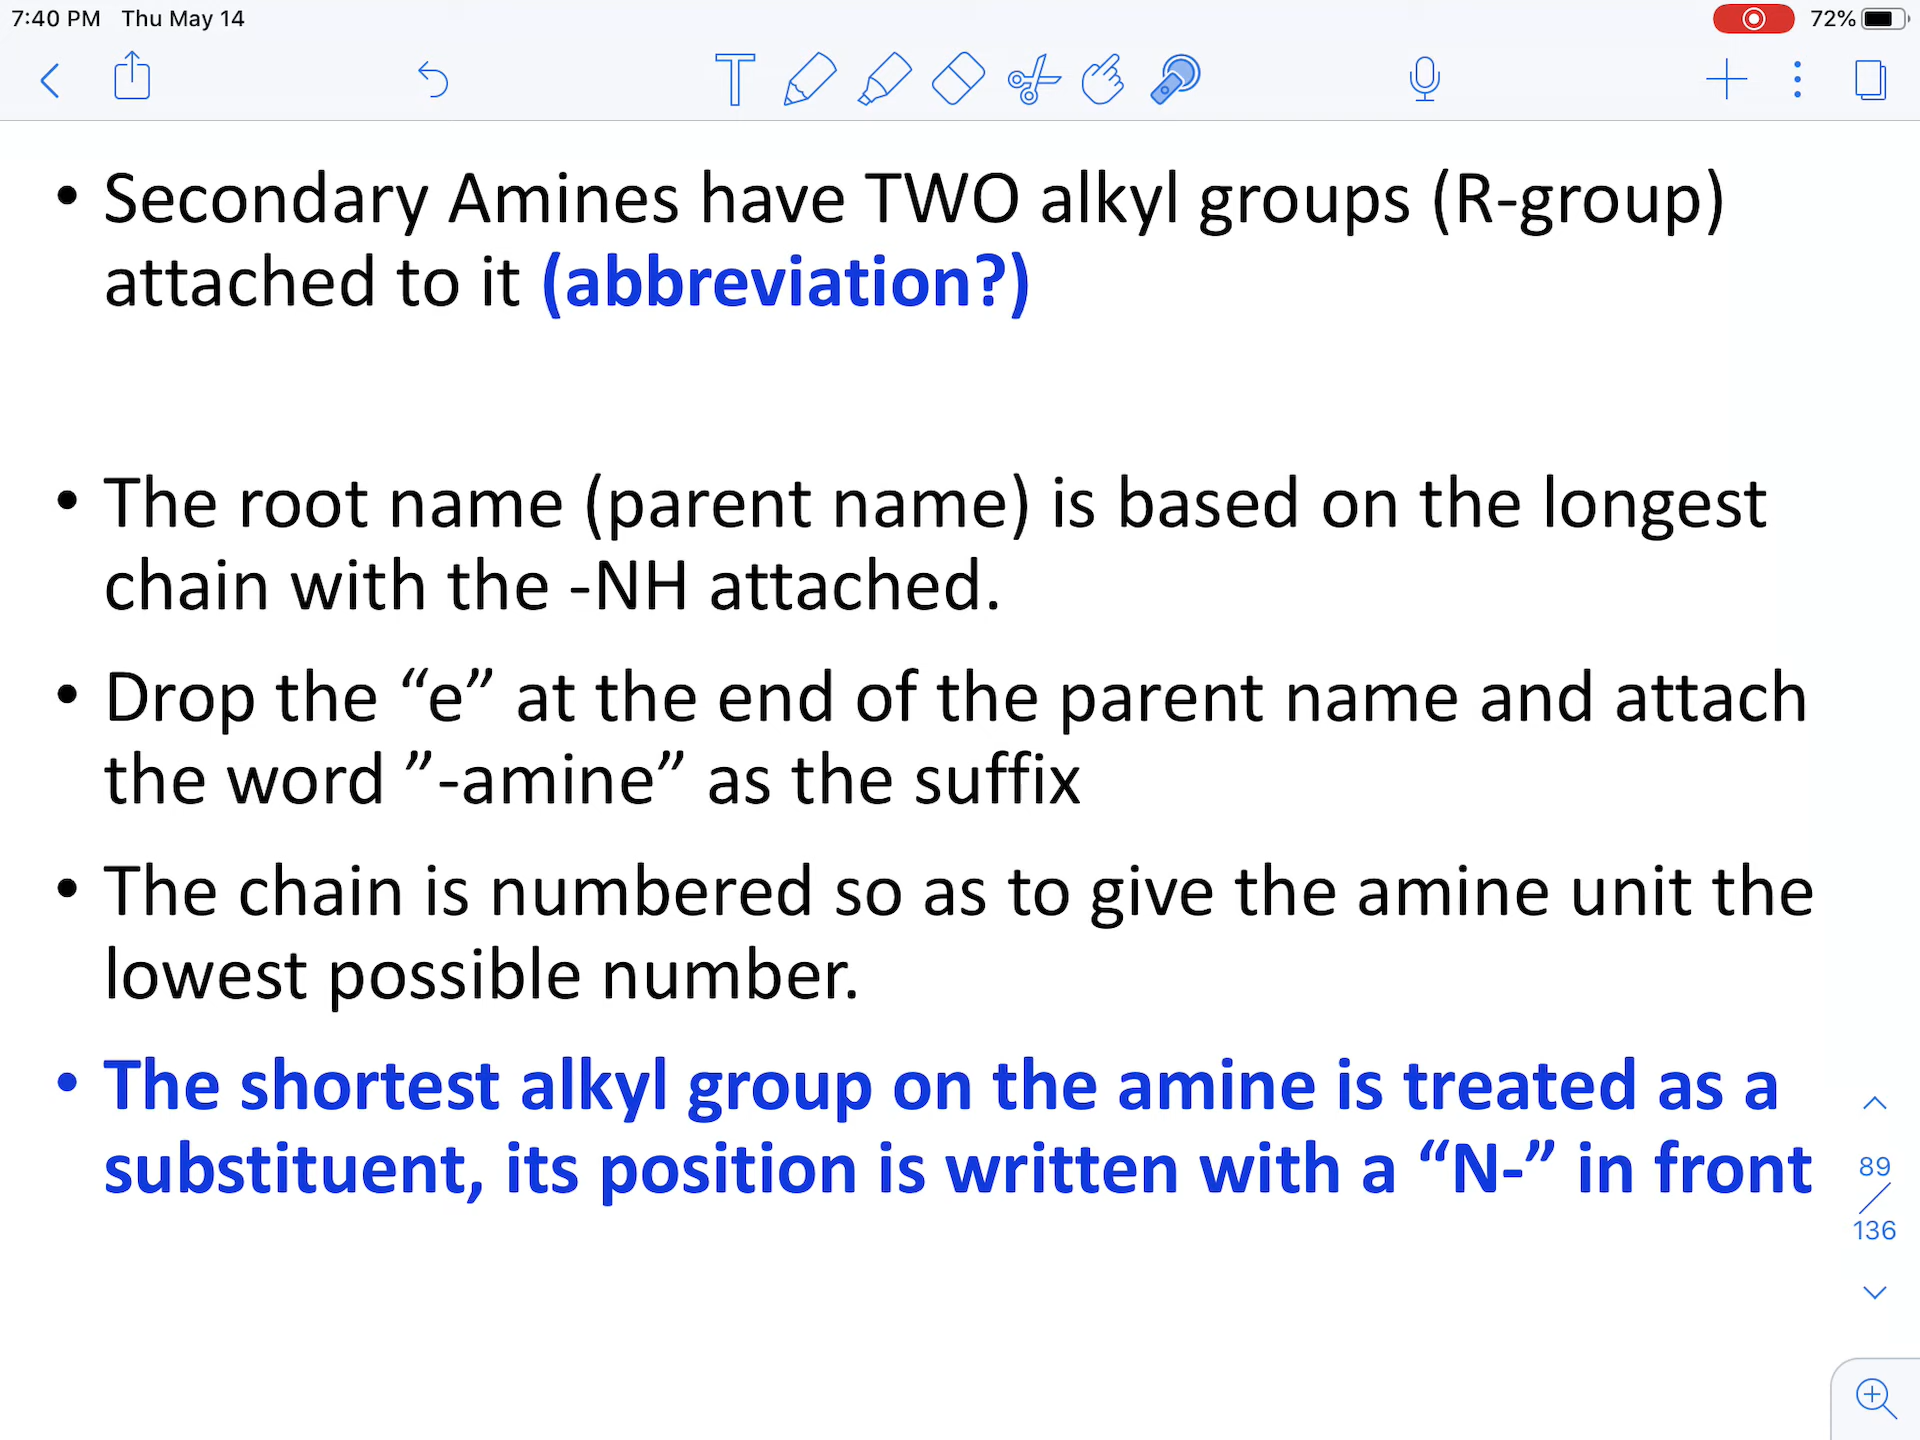 7:40 PM Thu May 14
72%
• Secondary Amines have TWO alkyl groups (R-group)
attached to it (abbreviation?)
• The root name (parent name) is based on the longest
chain with the -NH attached.
• Drop the “e” at the end of the parent name and attach
the word ”-amine” as the suffix
• The chain is numbered so as to give the amine unit the
lowest possible number.
• The shortest alkyl group on the amine is treated as a
substituent, its position is written with a “N-” in front
89
/
136